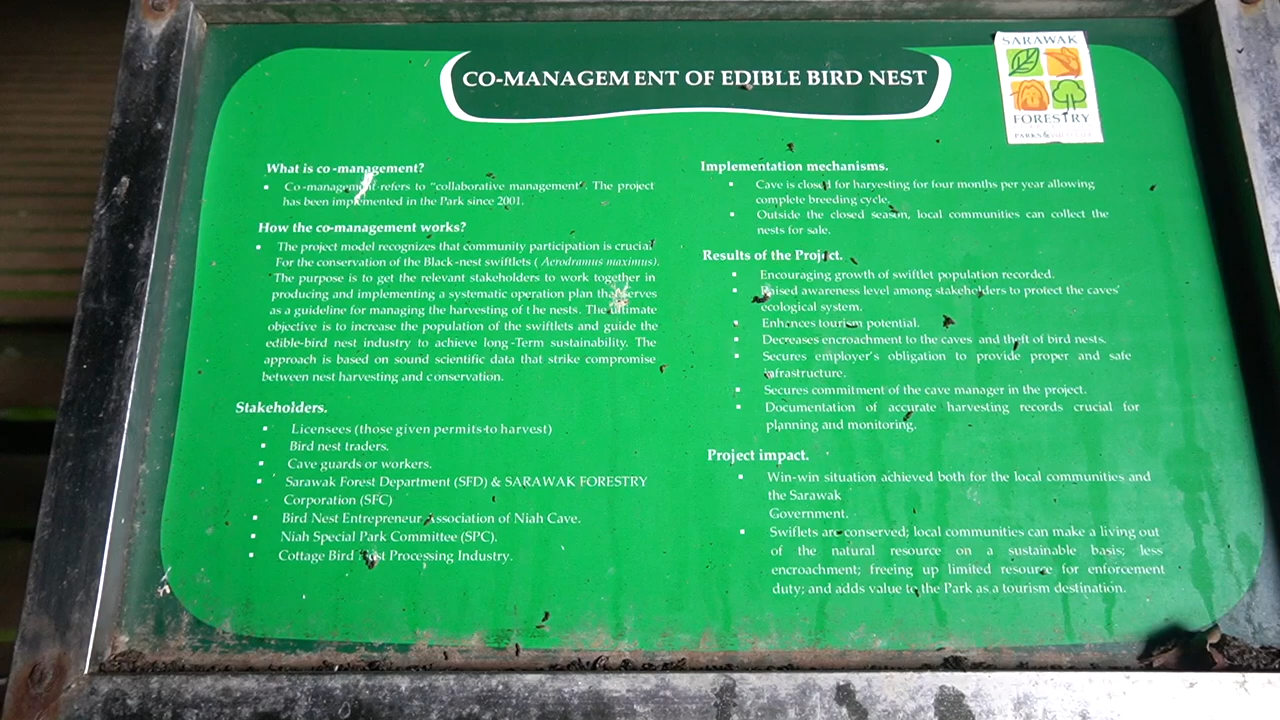 CO-MANAGEMENT OF EDIBLE BIRD NEST
SARAWAK
FORESTRY
PARKS &
What is co-management?
▪ Co-management refers to "collaborative management". The project
has been implemented in the Park since 2001.
How the co-management works?
▪ The project model recognizes that community participation is crucial
For the conservation of the Black-nest swiftlets ( Aerodramus maximus).
The purpose is to get the relevant stakeholders to work together in
producing and implementing a systematic operation plan that serves
as a guideline for managing the harvesting of the nests. The ultimate
objective is to increase the population of the swiftlets and guide the
edible-bird nest industry to achieve long-Term sustainability. The
approach is based on sound scientific data that strike compromise
between nest harvesting and conservation.
Stakeholders.
▪ Licensees (those given permits to harvest)
▪ Bird nest traders.
▪ Cave guards or workers.
▪ Sarawak Forest Department (SFD) & SARAWAK FORESTRY
Corporation (SFC)
▪ Bird Nest Entrepreneur Association of Niah Cave.
▪ Niah Special Park Committee (SPC).
▪ Cottage Bird Nest Processing Industry.
Implementation mechanisms.
▪ Cave is closed for harvesting for four months per year allowing
complete breeding cycle.
▪ Outside the closed season, local communities can collect the
nests for sale.
Results of the Project.
▪ Encouraging growth of swiftlet population recorded.
▪ Raised awareness level among stakeholders to protect the caves'
ecological system.
▪ Enhances tourism potential.
▪ Decreases encroachment to the caves and theft of bird nests.
▪ Secures employer's obligation to provide proper and safe
infrastructure.
▪ Secures commitment of the cave manager in the project.
▪ Documentation of accurate harvesting records crucial for
planning and monitoring.
Project impact.
▪ Win-win situation achieved both for the local communities and
the Sarawak
Government.
▪ Swiflets are conserved; local communities can make a living out
of the natural resource on a sustainable basis; less
encroachment; freeing up limited resource for enforcement
duty; and adds value to the Park as a tourism destination.